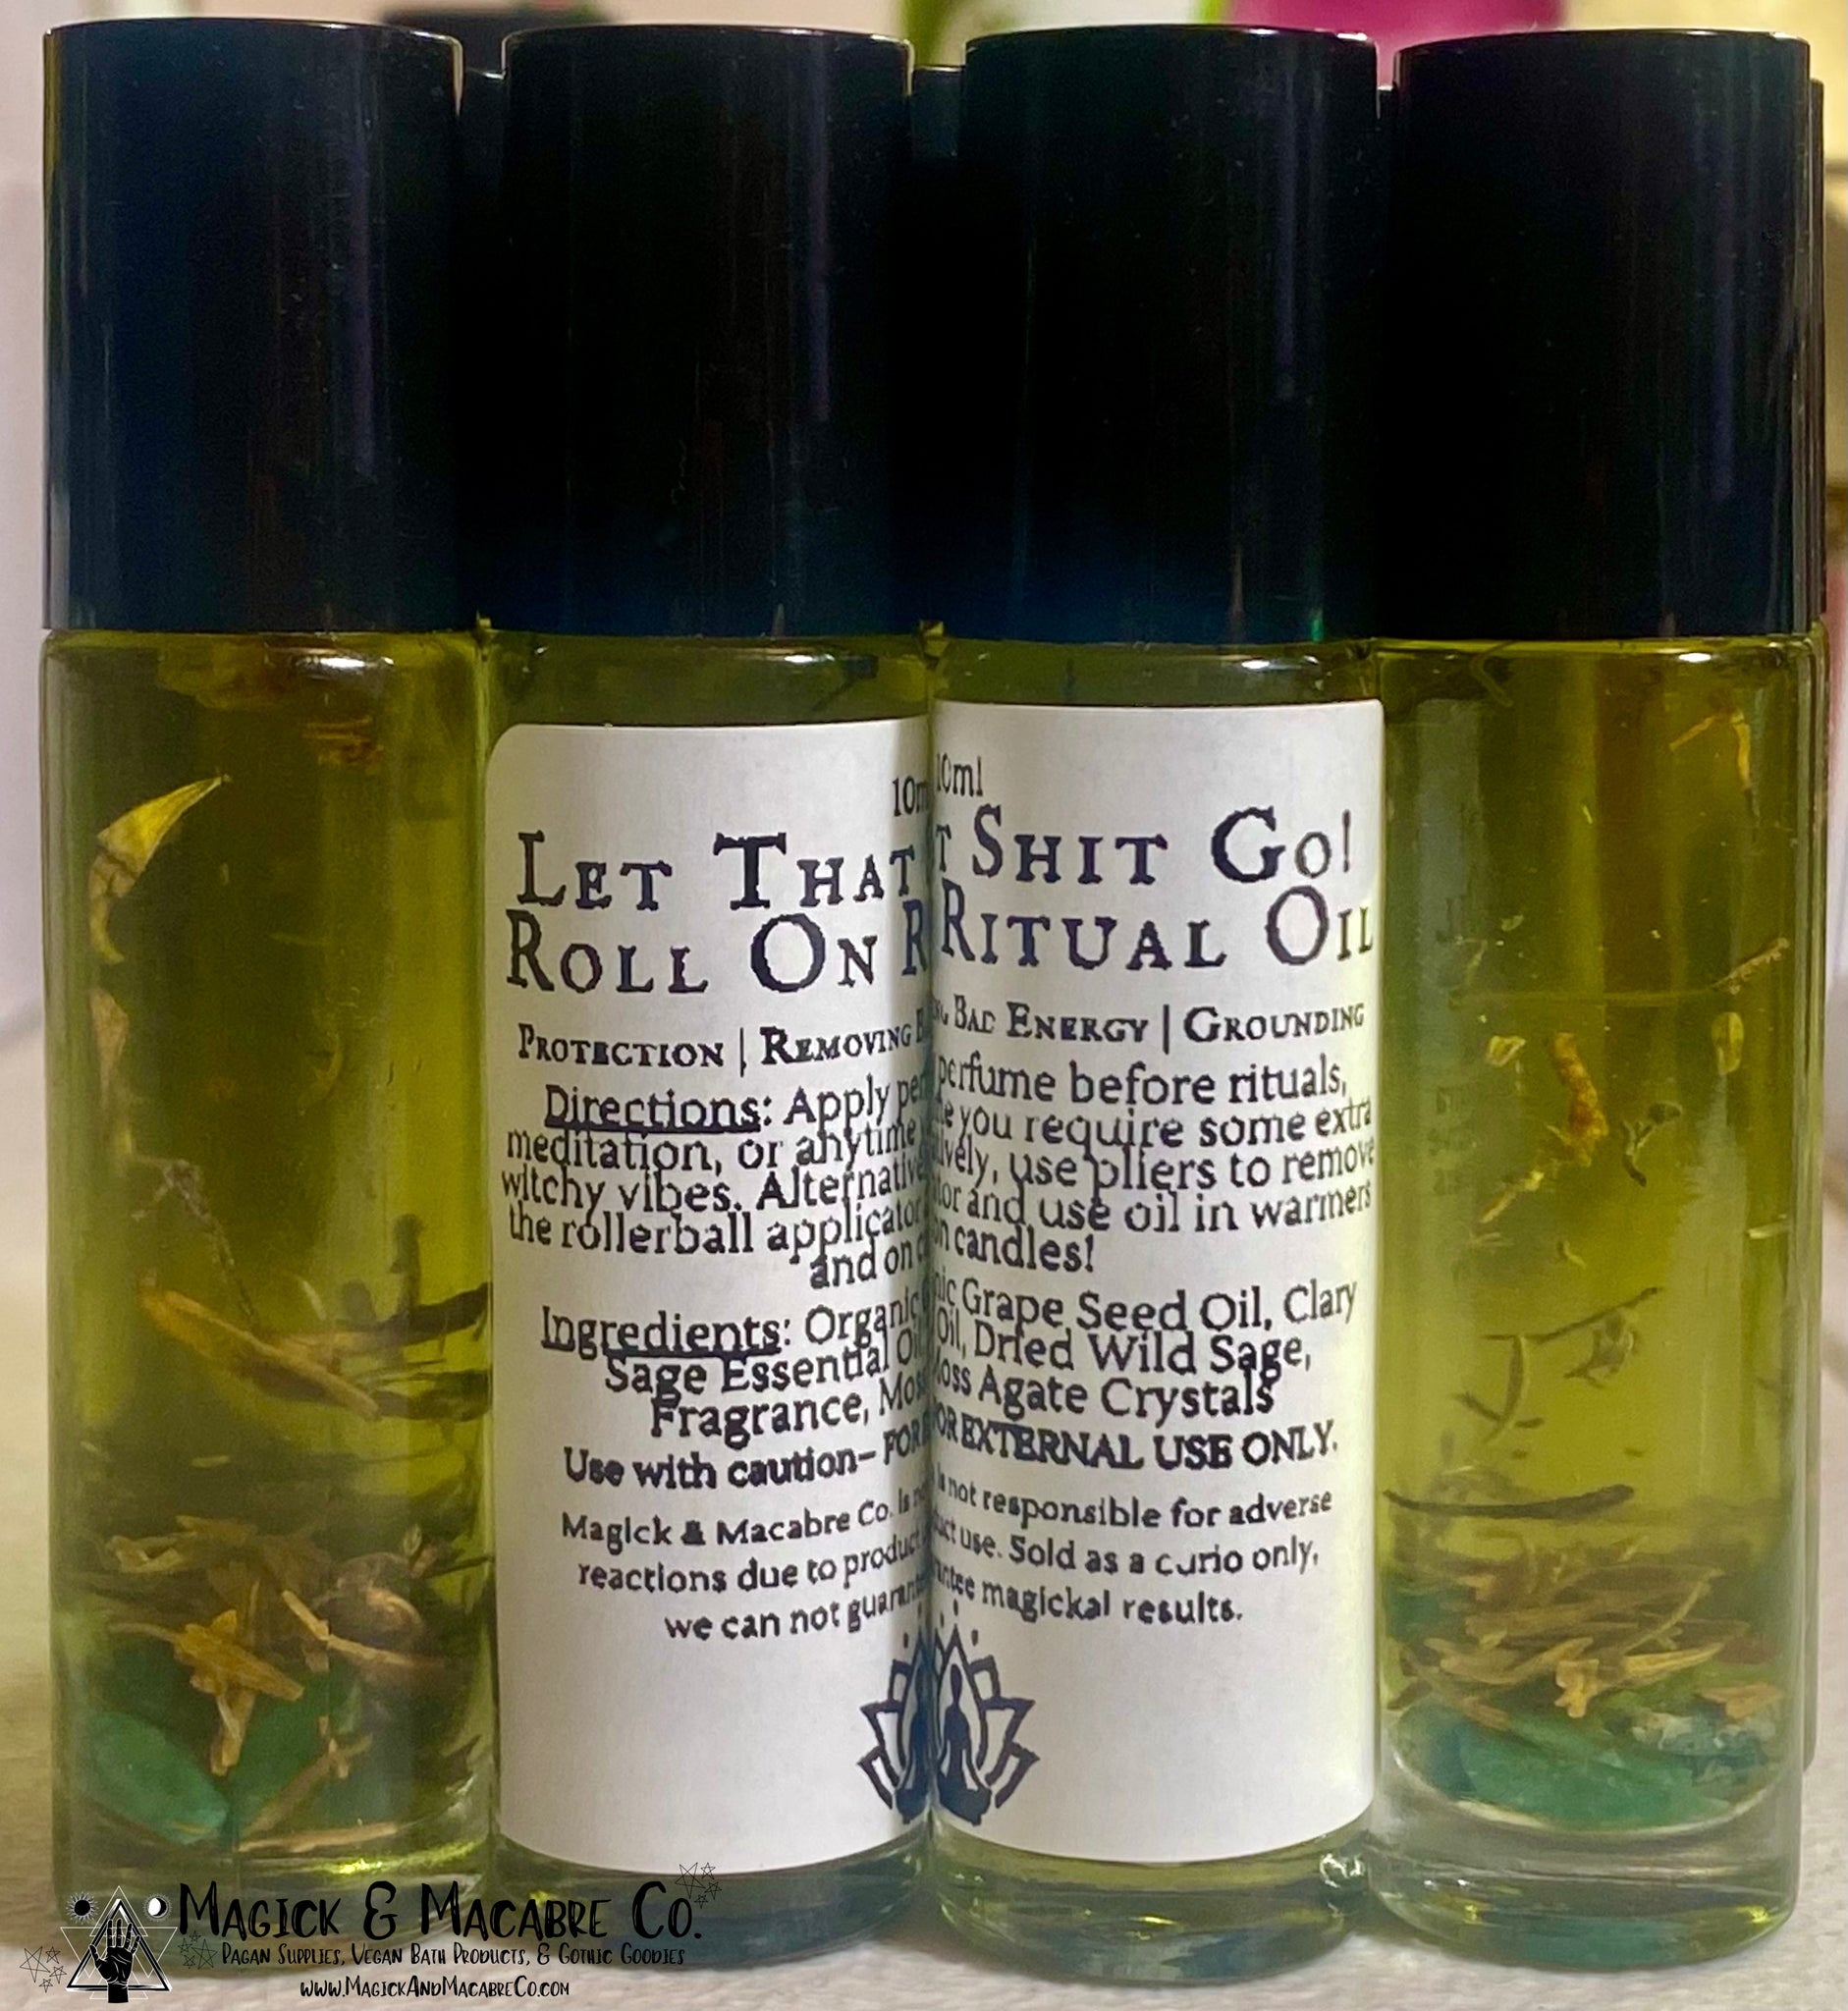 10ml
Let That Shit Go!
Roll On Ritual Oil
Protection | Removing Bad Energy | Grounding
Directions: Apply perfume before rituals,
meditation, or anytime you require some extra
witchy vibes. Alternatively, use pliers to remove
the rollerball applicator and use oil in warmers
and on candles!
Ingredients: Organic Grape Seed Oil, Clary
Sage Essential Oil, Dried Wild Sage,
Fragrance, Moss Agate Crystals
Use with caution- FOR EXTERNAL USE ONLY.
Magick & Macabre Co. is not responsible for adverse
reactions due to product use. Sold as a curio only,
we can not guarantee magickal results.
Magick & Macabre Co.
Pagan Supplies, Vegan Bath Products, & Gothic Goodies
www.MagickAndMacabreCo.com